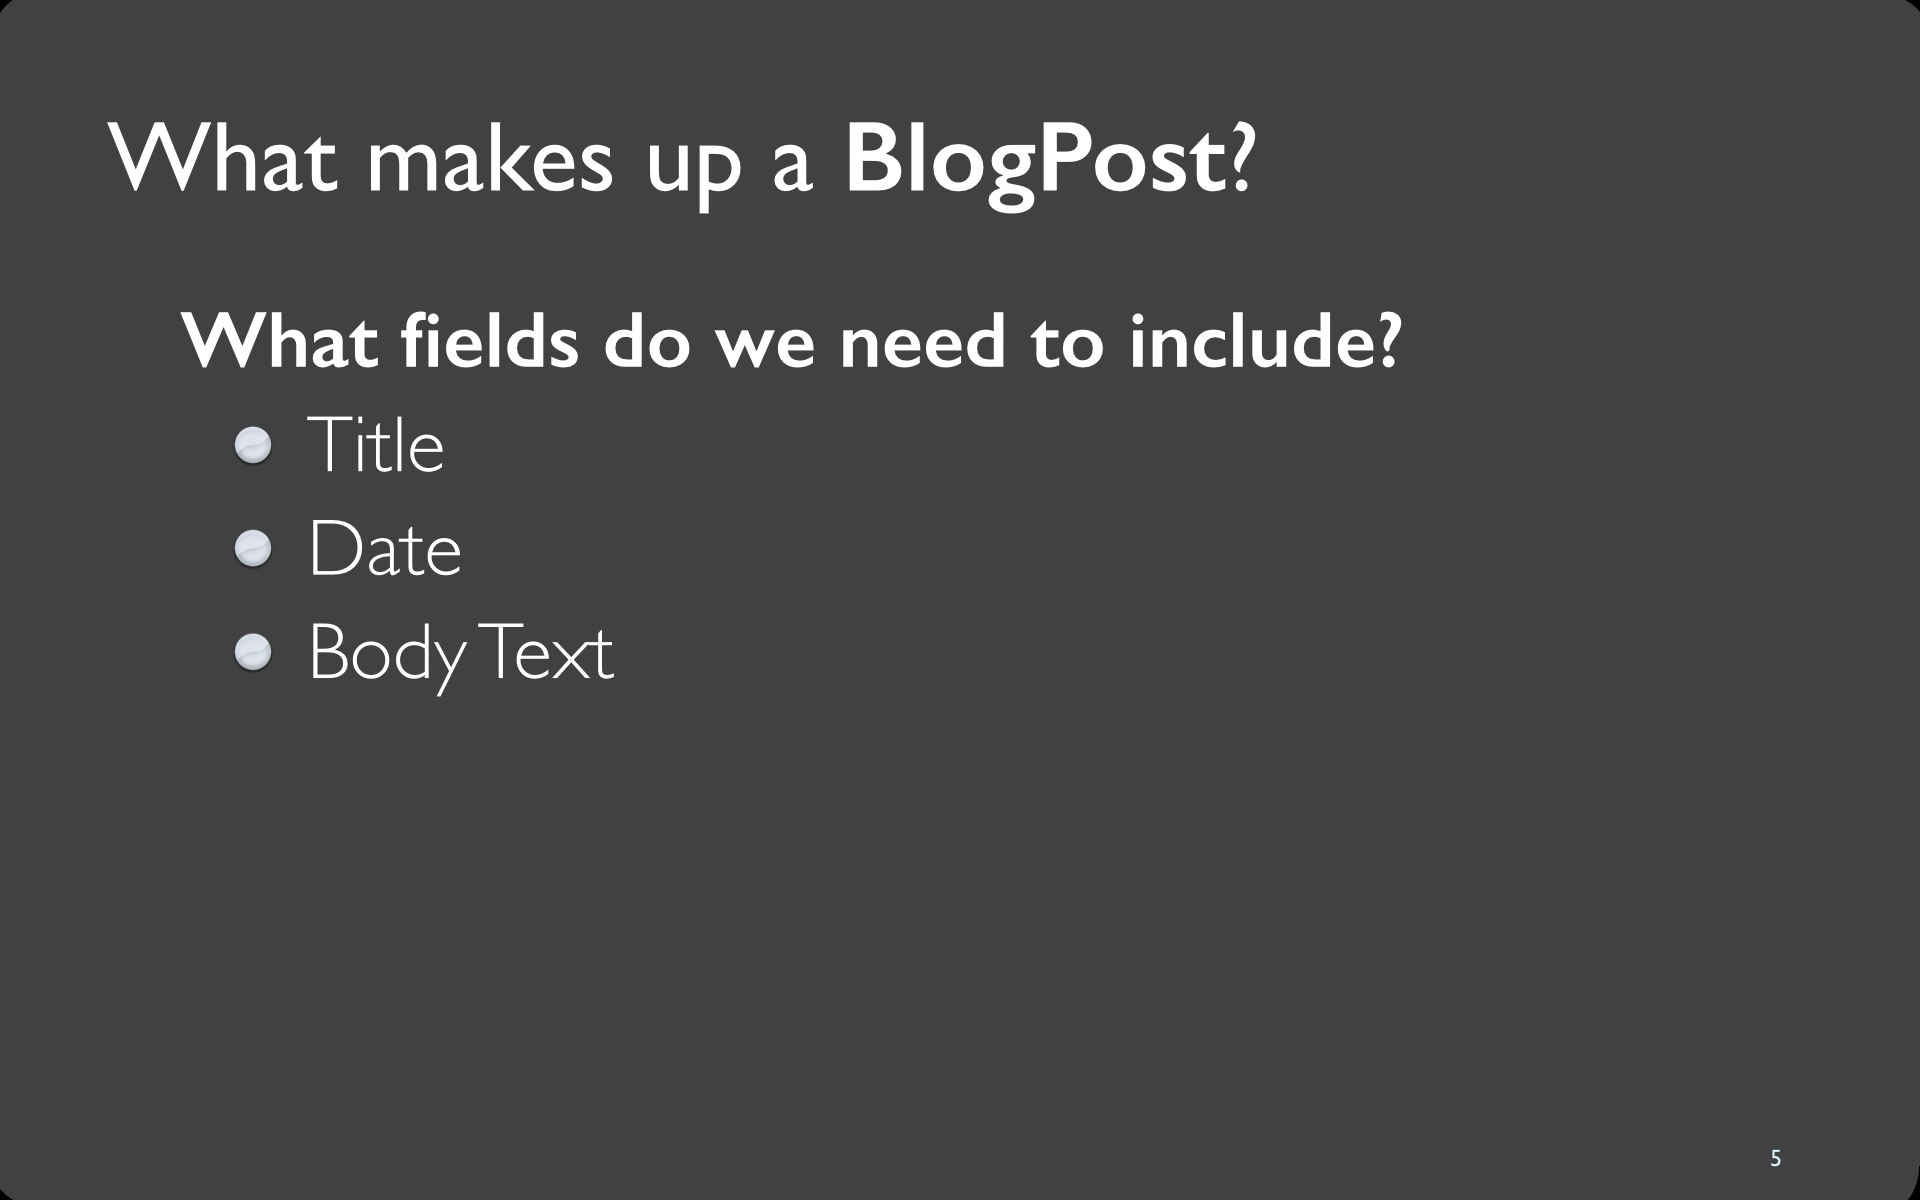 What makes up a BlogPost?
What fields do we need to include?
Title
Date
Body Text
5